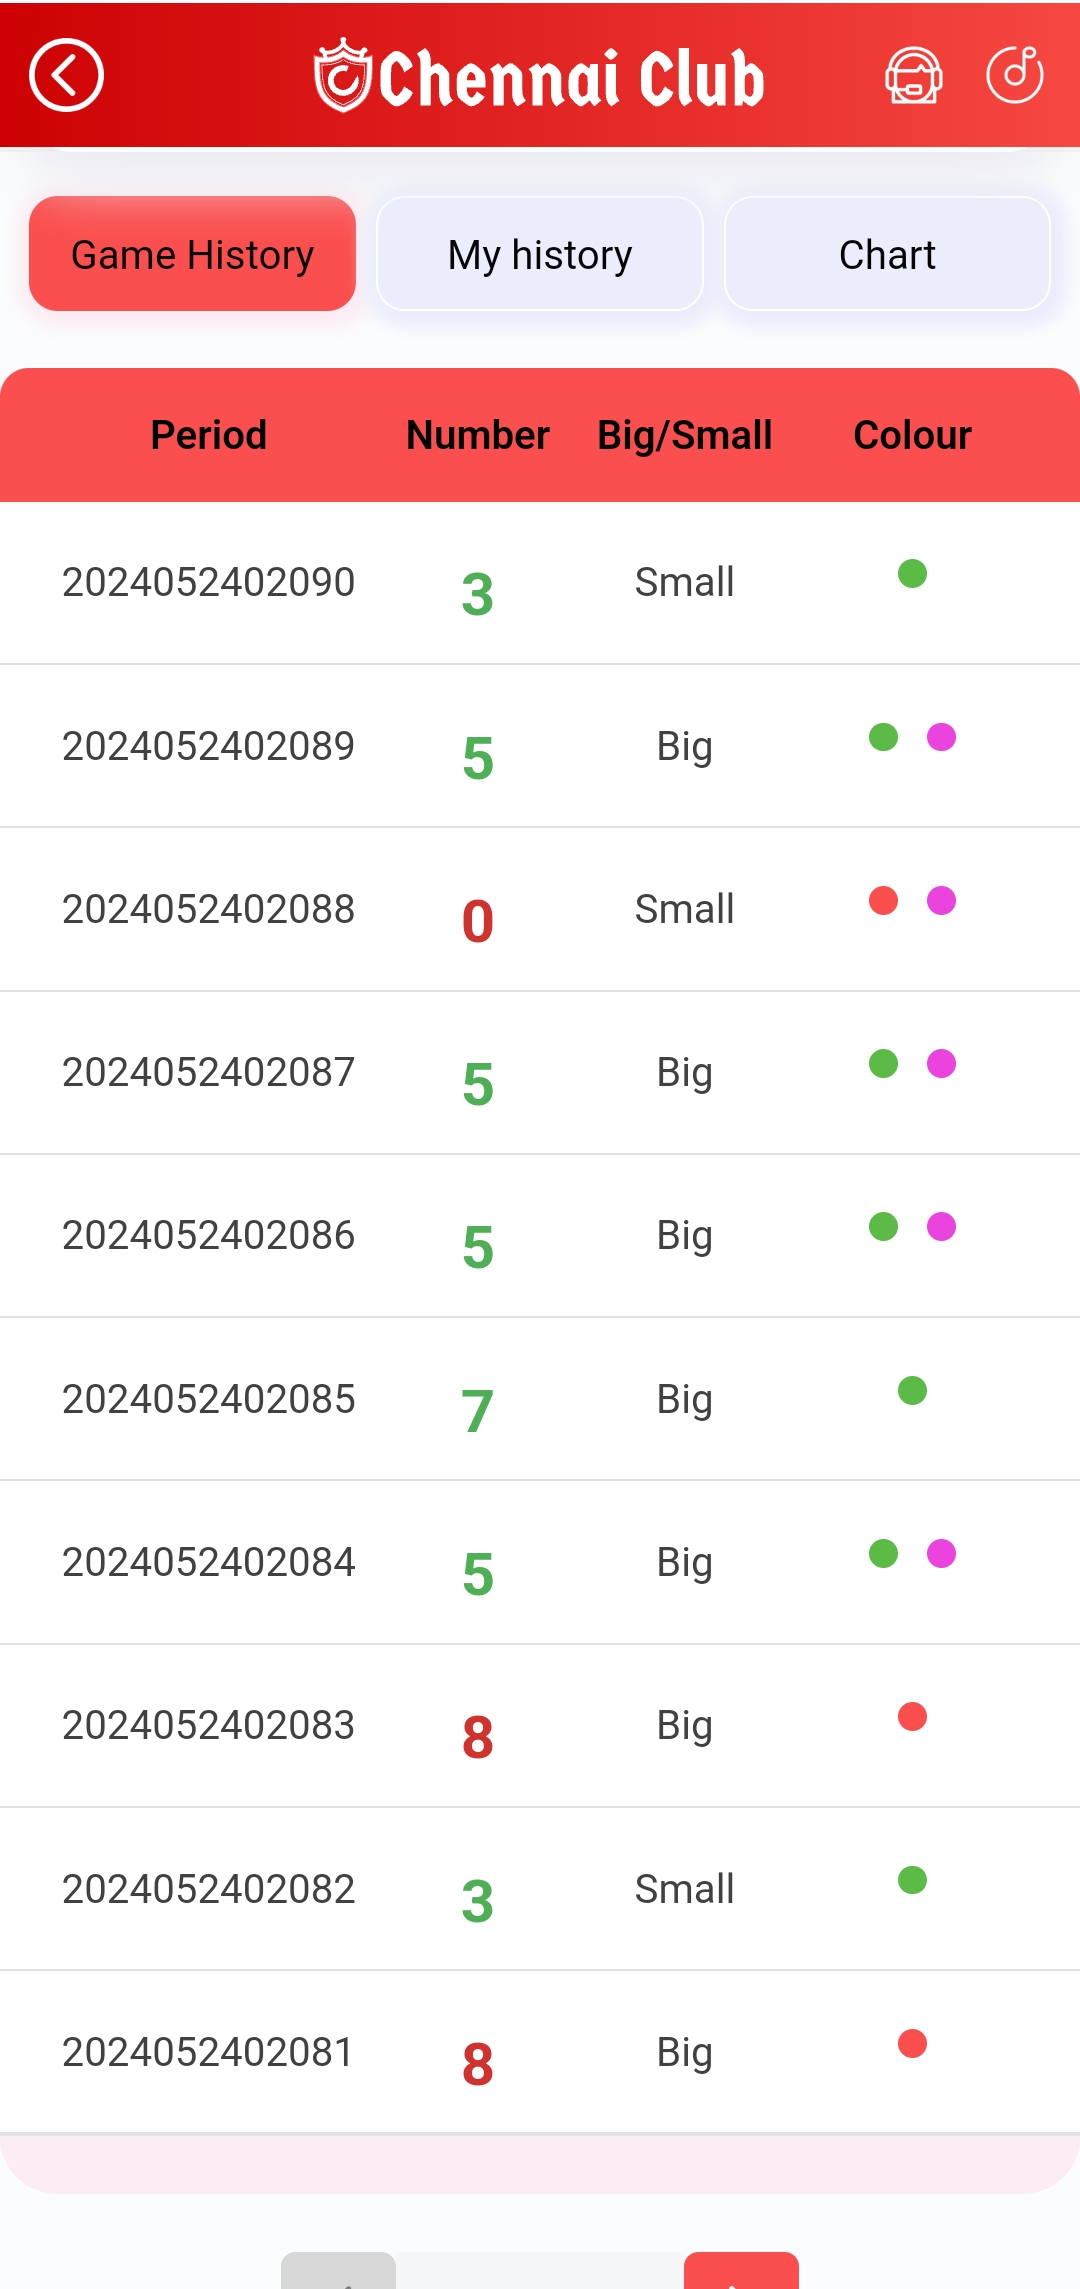 Chennai Club
Game History My history Chart
Period Number Big/Small Colour
2024052402090 3 Small
2024052402089 5 Big
2024052402088 0 Small
2024052402087 5 Big
2024052402086 5 Big
2024052402085 7 Big
2024052402084 5 Big
2024052402083 8 Big
2024052402082 3 Small
2024052402081 8 Big